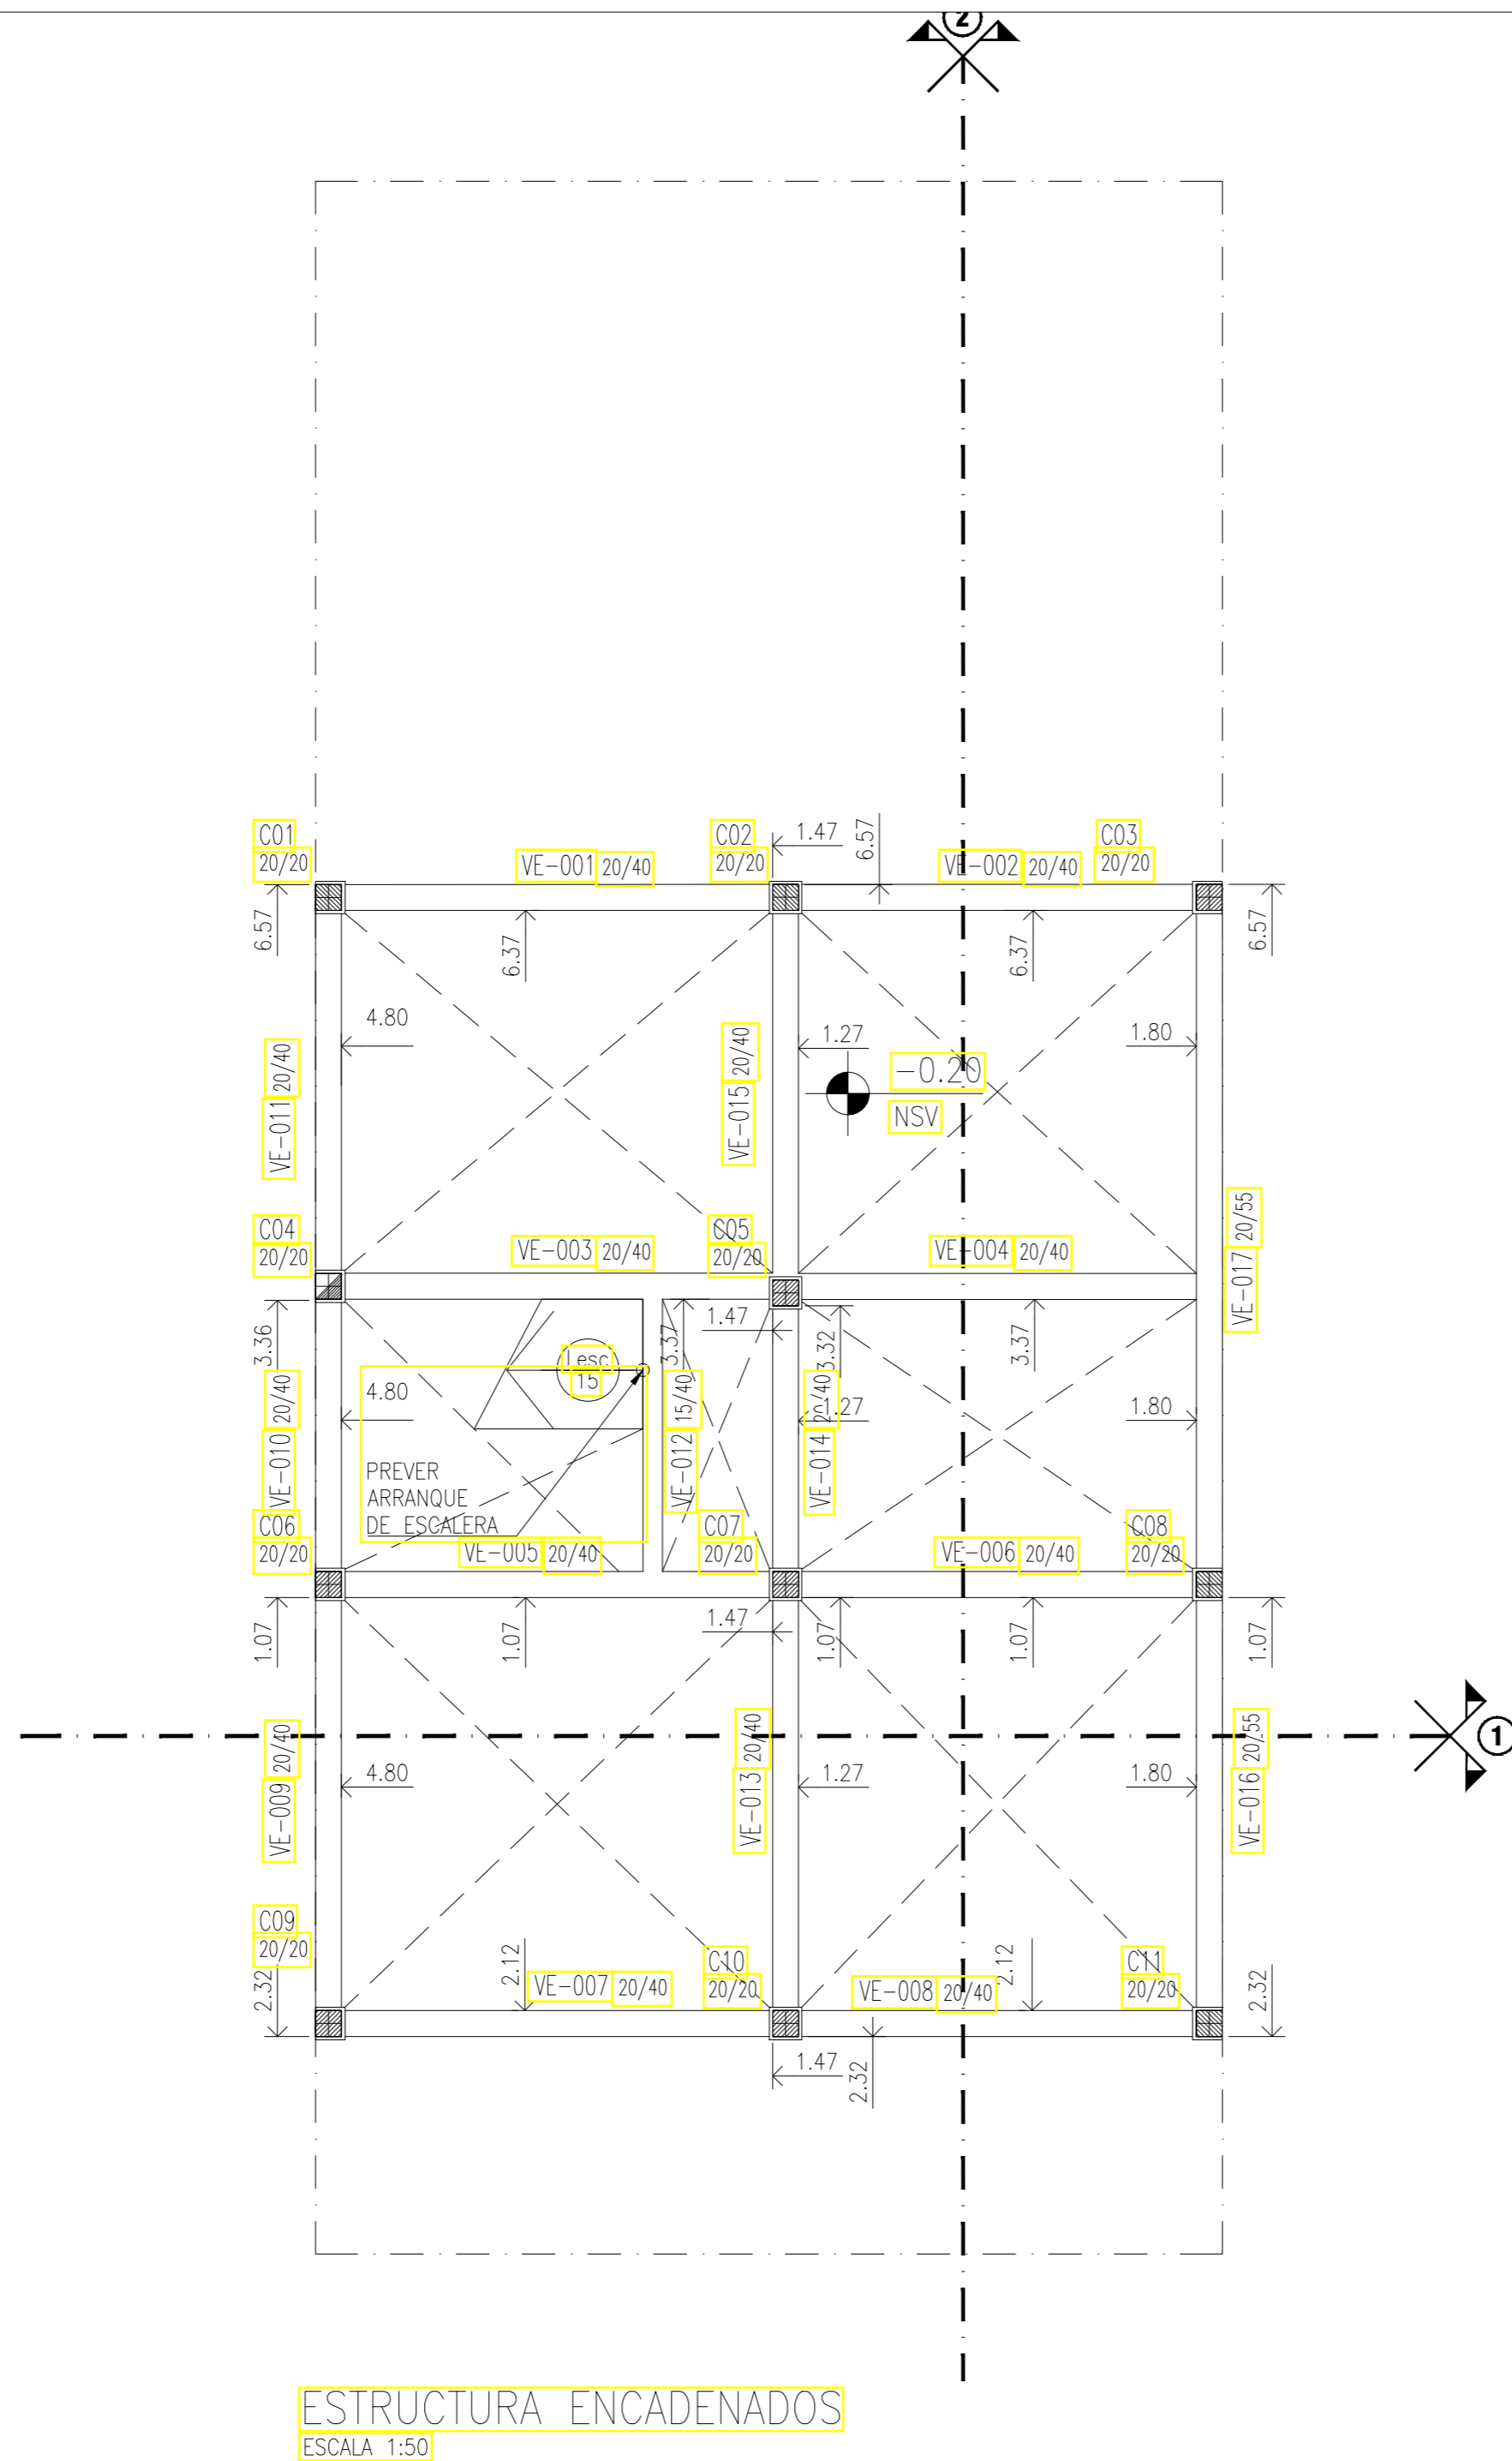 2
C01
20/20
VE-001 20/40
C02
20/20
1.47
6.57
VE-002 20/40
C03
20/20
6.57
6.37
6.37
6.57
4.80
VE-011 20/40
VE-015 20/40
1.27
-0.20
NSV
1.80
C04
20/20
VE-003 20/40
C05
20/20
VE-004 20/40
VE-017 20/55
3.36
Lesc
15
3.37
1.47
3.32
3.37
4.80
VE-010 20/40
VE-012 15/40
VE-014 20/40
1.27
1.80
PREVER
ARRANQUE
DE ESCALERA
C06
20/20
VE-005 20/40
C07
20/20
VE-006 20/40
C08
20/20
1.07
1.07
1.47
1.07
1.07
1.07
1
VE-009 20/40
4.80
VE-013 20/40
1.27
1.80
VE-016 20/55
C09
20/20
2.32
2.12
VE-007 20/40
C10
20/20
VE-008 20/40
2.12
C11
20/20
2.32
1.47
2.32
ESTRUCTURA ENCADENADOS
ESCALA 1:50